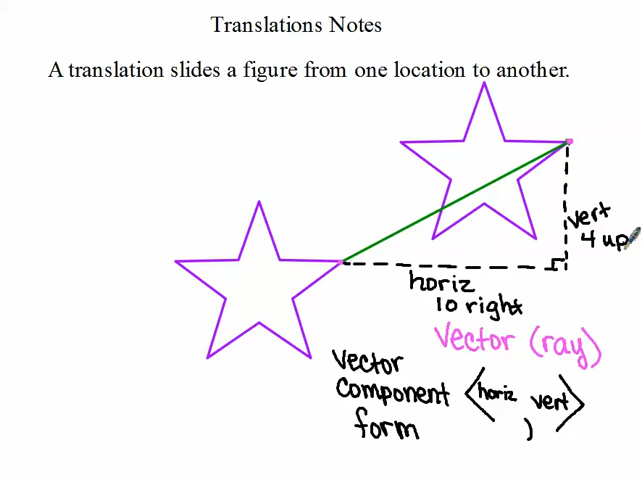 Translations Notes
A translation slides a figure from one location to another.
vert
4 up
horiz
10 right
Vector (ray)
Vector
Component
form
<horiz , vert>